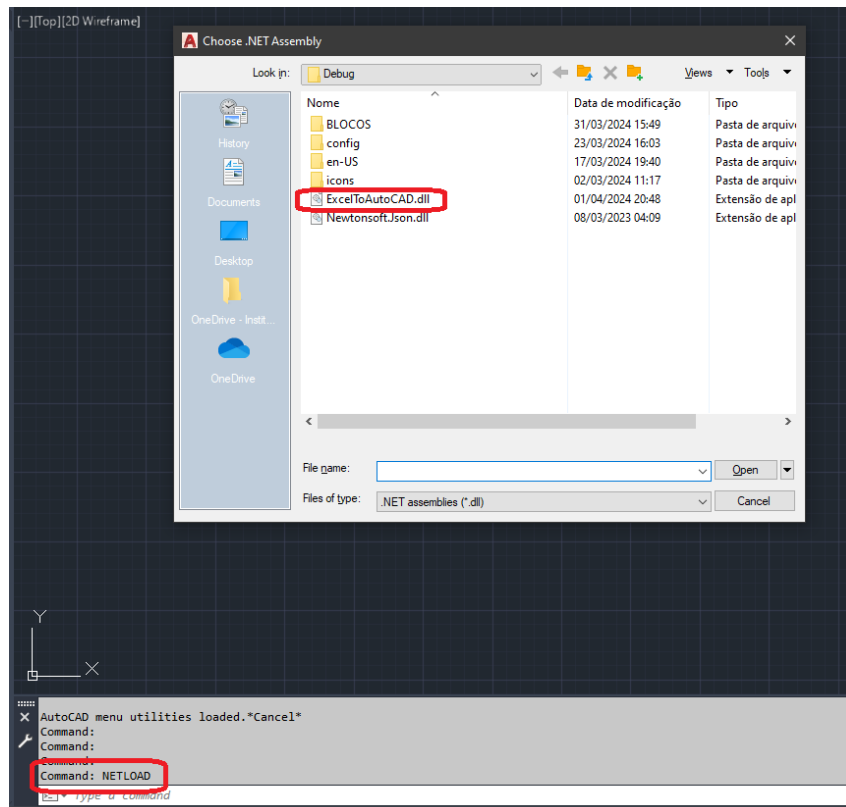 [−][Top][2D Wireframe]
Choose .NET Assembly
Look in: Debug Views Tools
Nome Data de modificação Tipo
BLOCOS 31/03/2024 15:49 Pasta de arquiv
config 23/03/2024 16:03 Pasta de arquiv
en-US 17/03/2024 19:40 Pasta de arquiv
icons 02/03/2024 11:17 Pasta de arquiv
ExcelToAutoCAD.dll 01/04/2024 20:48 Extensão de apl
Newtonsoft.Json.dll 08/03/2023 04:09 Extensão de apl
History
Documents
Desktop
OneDrive - Instit...
OneDrive
File name: Open
Files of type: .NET assemblies (*.dll) Cancel
Y
X
AutoCAD menu utilities loaded.*Cancel*
Command:
Command:
Command:
Command: NETLOAD
Type a command